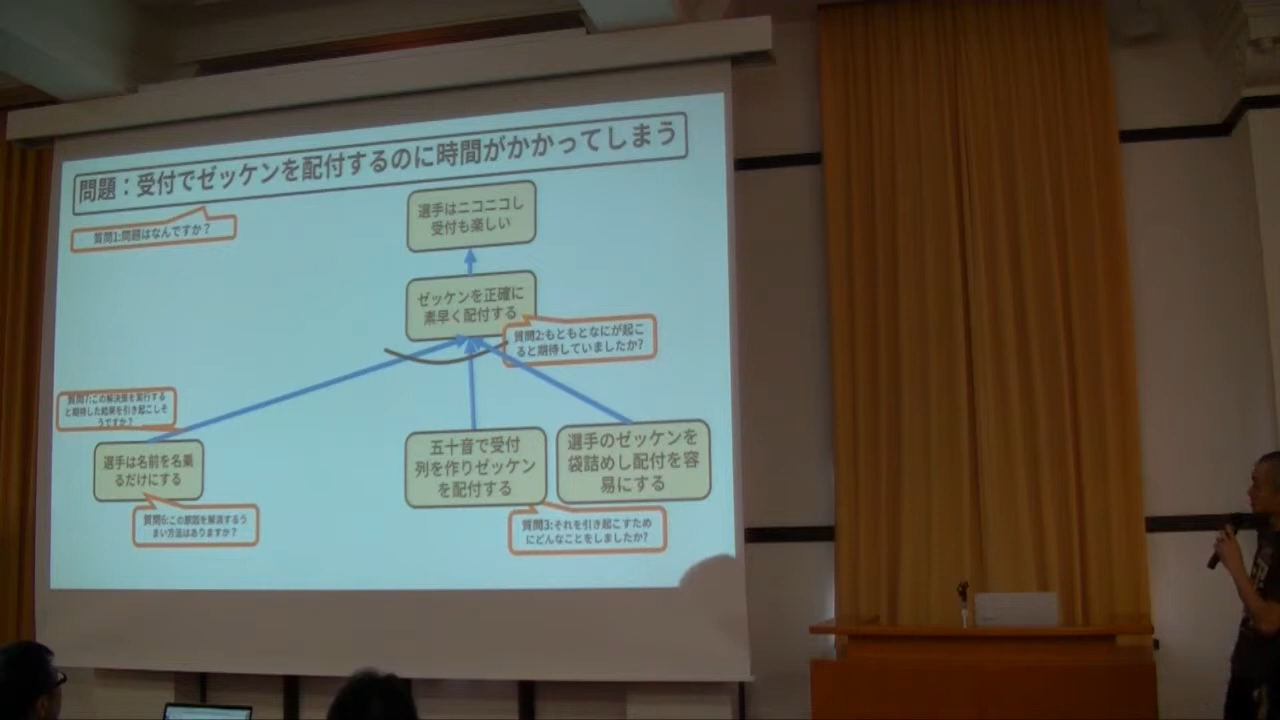 問題：受付でゼッケンを配付するのに時間がかかってしまう
質問1:問題はなんですか？
選手はニコニコし
受付も楽しい
ゼッケンを正確に
素早く配付する
質問2:もともとなにが起こ
ると期待していましたか?
質問7:この解決策を実行する
と期待した結果を引き起こしそ
うですか？
選手は名前を名乗
るだけにする
質問6:この原因を解消するう
まい方法はありますか？
五十音で受付
列を作りゼッケン
を配付する
選手のゼッケンを
袋詰めし配付を容
易にする
質問3:それを引き起こすため
にどんなことをしましたか?